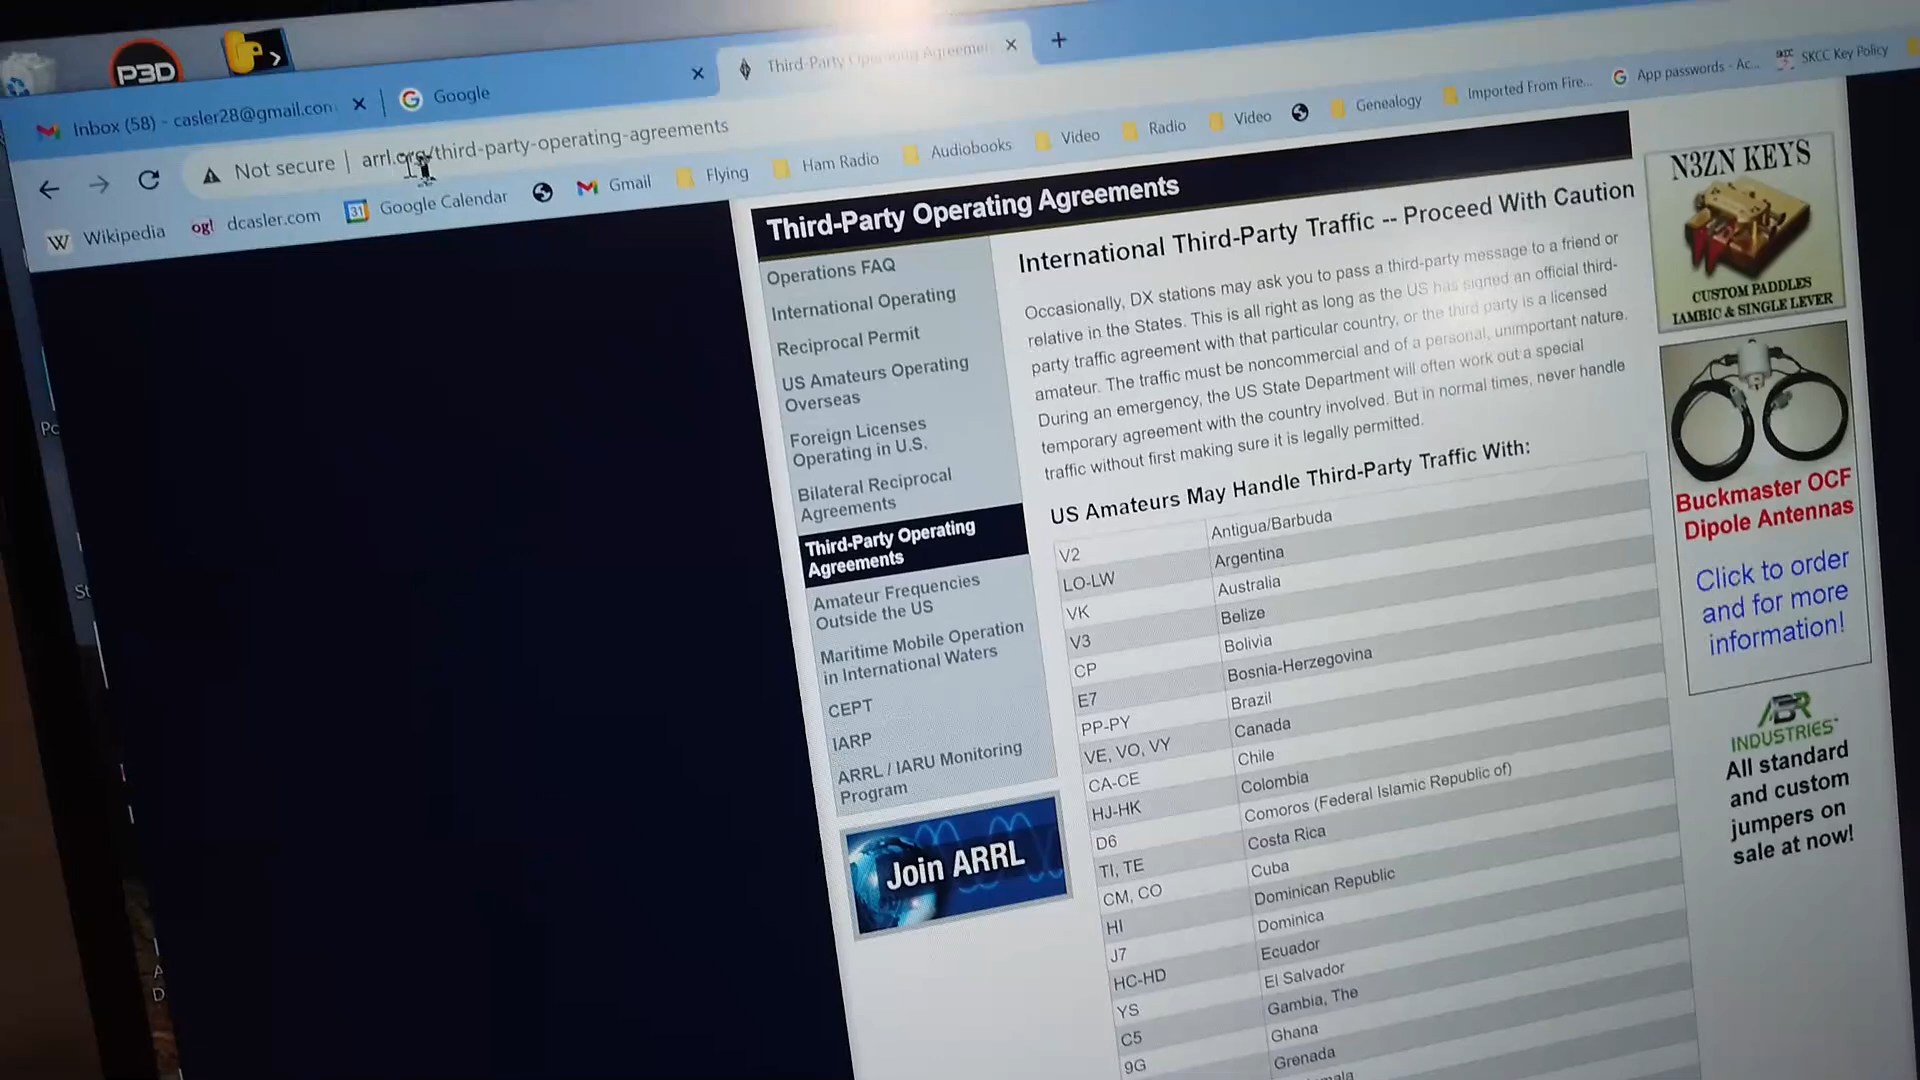 P3D
Inbox (58) - casler28@gmail.com
Google
Third-Party Operating Agreemen
Not secure | arrl.org/third-party-operating-agreements
Wikipedia
og! dcasler.com
31 Google Calendar
Gmail
Flying
Ham Radio
Audiobooks
Video
Radio
Video
Genealogy
Imported From Fire...
App passwords - Ac...
SKCC Key Policy
Third-Party Operating Agreements
Operations FAQ
International Operating
Reciprocal Permit
US Amateurs Operating
Overseas
Foreign Licenses
Operating in U.S.
Bilateral Reciprocal
Agreements
Third-Party Operating
Agreements
Amateur Frequencies
Outside the US
Maritime Mobile Operation
in International Waters
CEPT
IARP
ARRL / IARU Monitoring
Program
Join ARRL
International Third-Party Traffic -- Proceed With Caution
Occasionally, DX stations may ask you to pass a third-party message to a friend or
relative in the States. This is all right as long as the US has signed an official third-
party traffic agreement with that particular country, or the third party is a licensed
amateur. The traffic must be noncommercial and of a personal, unimportant nature.
During an emergency, the US State Department will often work out a special
temporary agreement with the country involved. But in normal times, never handle
traffic without first making sure it is legally permitted.
US Amateurs May Handle Third-Party Traffic With:
V2 Antigua/Barbuda
LO-LW Argentina
VK Australia
V3 Belize
CP Bolivia
E7 Bosnia-Herzegovina
PP-PY Brazil
VE, VO, VY Canada
CA-CE Chile
HJ-HK Colombia
D6 Comoros (Federal Islamic Republic of)
TI, TE Costa Rica
CM, CO Cuba
HI Dominican Republic
J7 Dominica
HC-HD Ecuador
YS El Salvador
C5 Gambia, The
9G Ghana
Grenada
N3ZN KEYS
CUSTOM PADDLES
IAMBIC & SINGLE LEVER
Buckmaster OCF
Dipole Antennas
Click to order
and for more
information!
ABR
INDUSTRIES
All standard
and custom
jumpers on
sale at now!